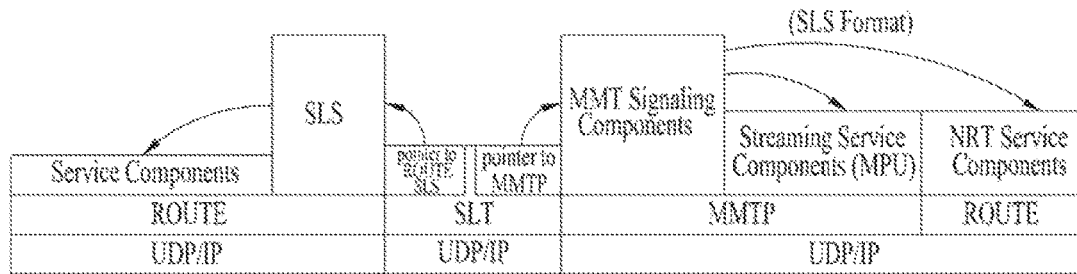 (SLS Format)
SLS
MMT Signaling
Components
Service Components
pointer to
ROUTE
SLS
pointer to
MMTP
Streaming Service
Components (MPU)
NRT Service
Components
ROUTE
SLT
MMTP
ROUTE
UDP/IP
UDP/IP
UDP/IP